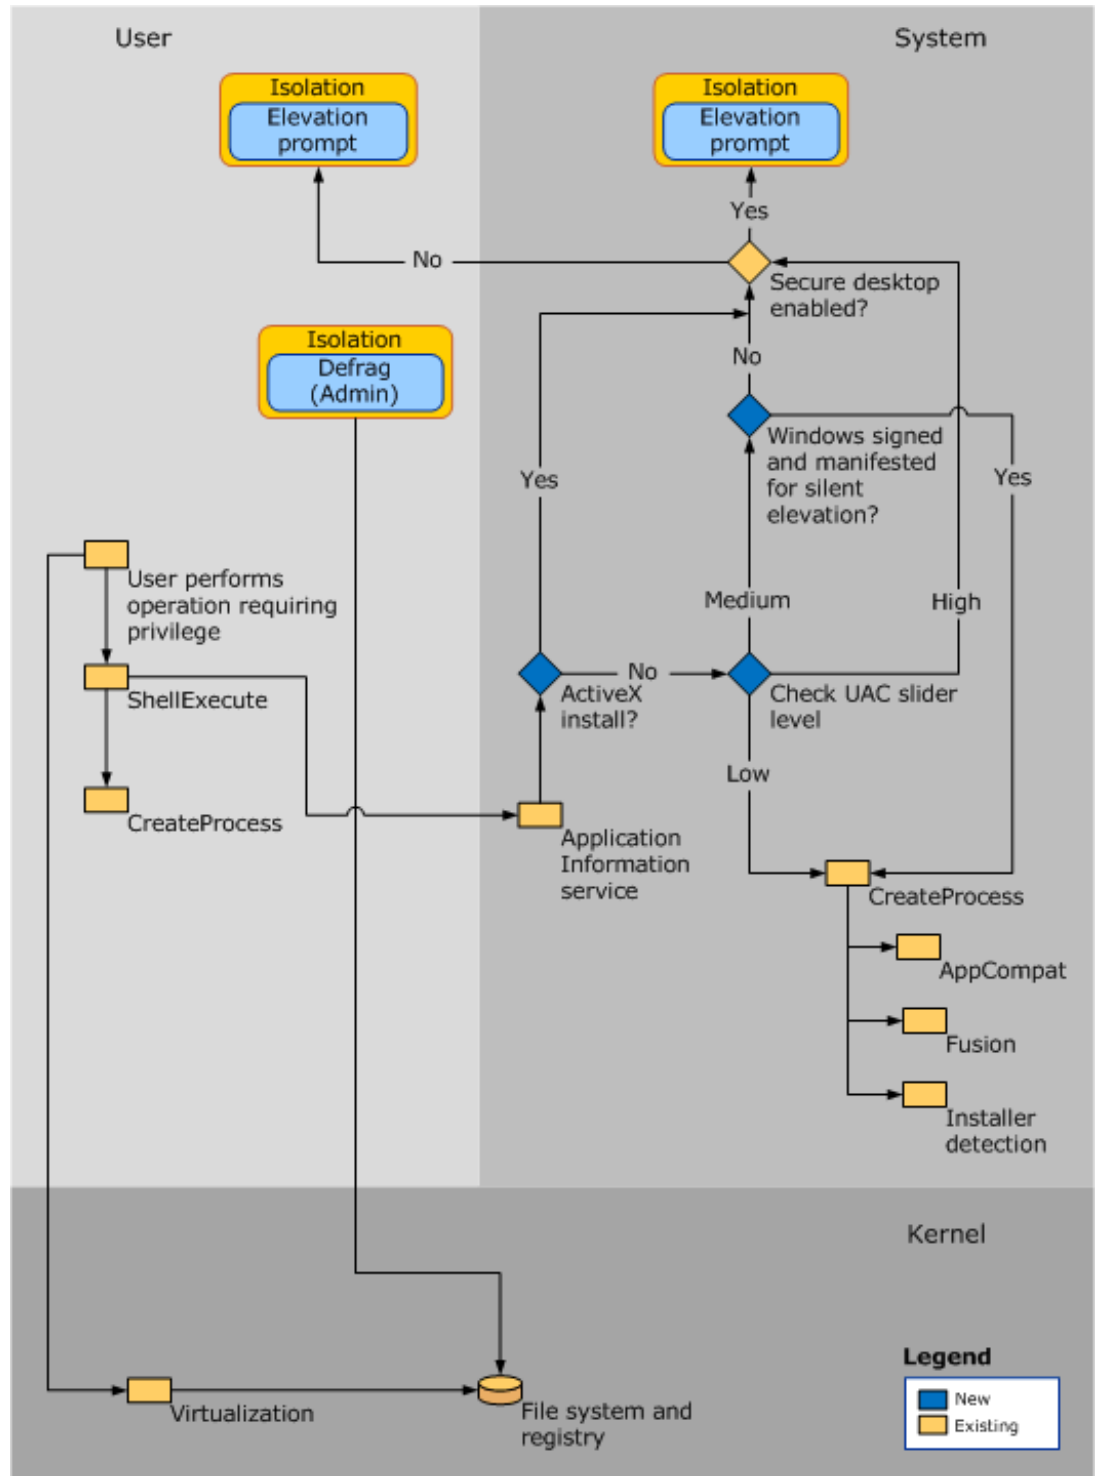 User
System
Isolation
Elevation
prompt
Isolation
Elevation
prompt
Yes
No
Secure desktop
enabled?
Isolation
Defrag
(Admin)
No
Windows signed
and manifested
for silent
elevation?
Yes
Yes
User performs
operation requiring
privilege
Medium
High
ShellExecute
No
ActiveX
install?
Check UAC slider
level
Low
CreateProcess
Application
Information
service
CreateProcess
AppCompat
Fusion
Installer
detection
Kernel
Legend
New
Existing
Virtualization
File system and
registry